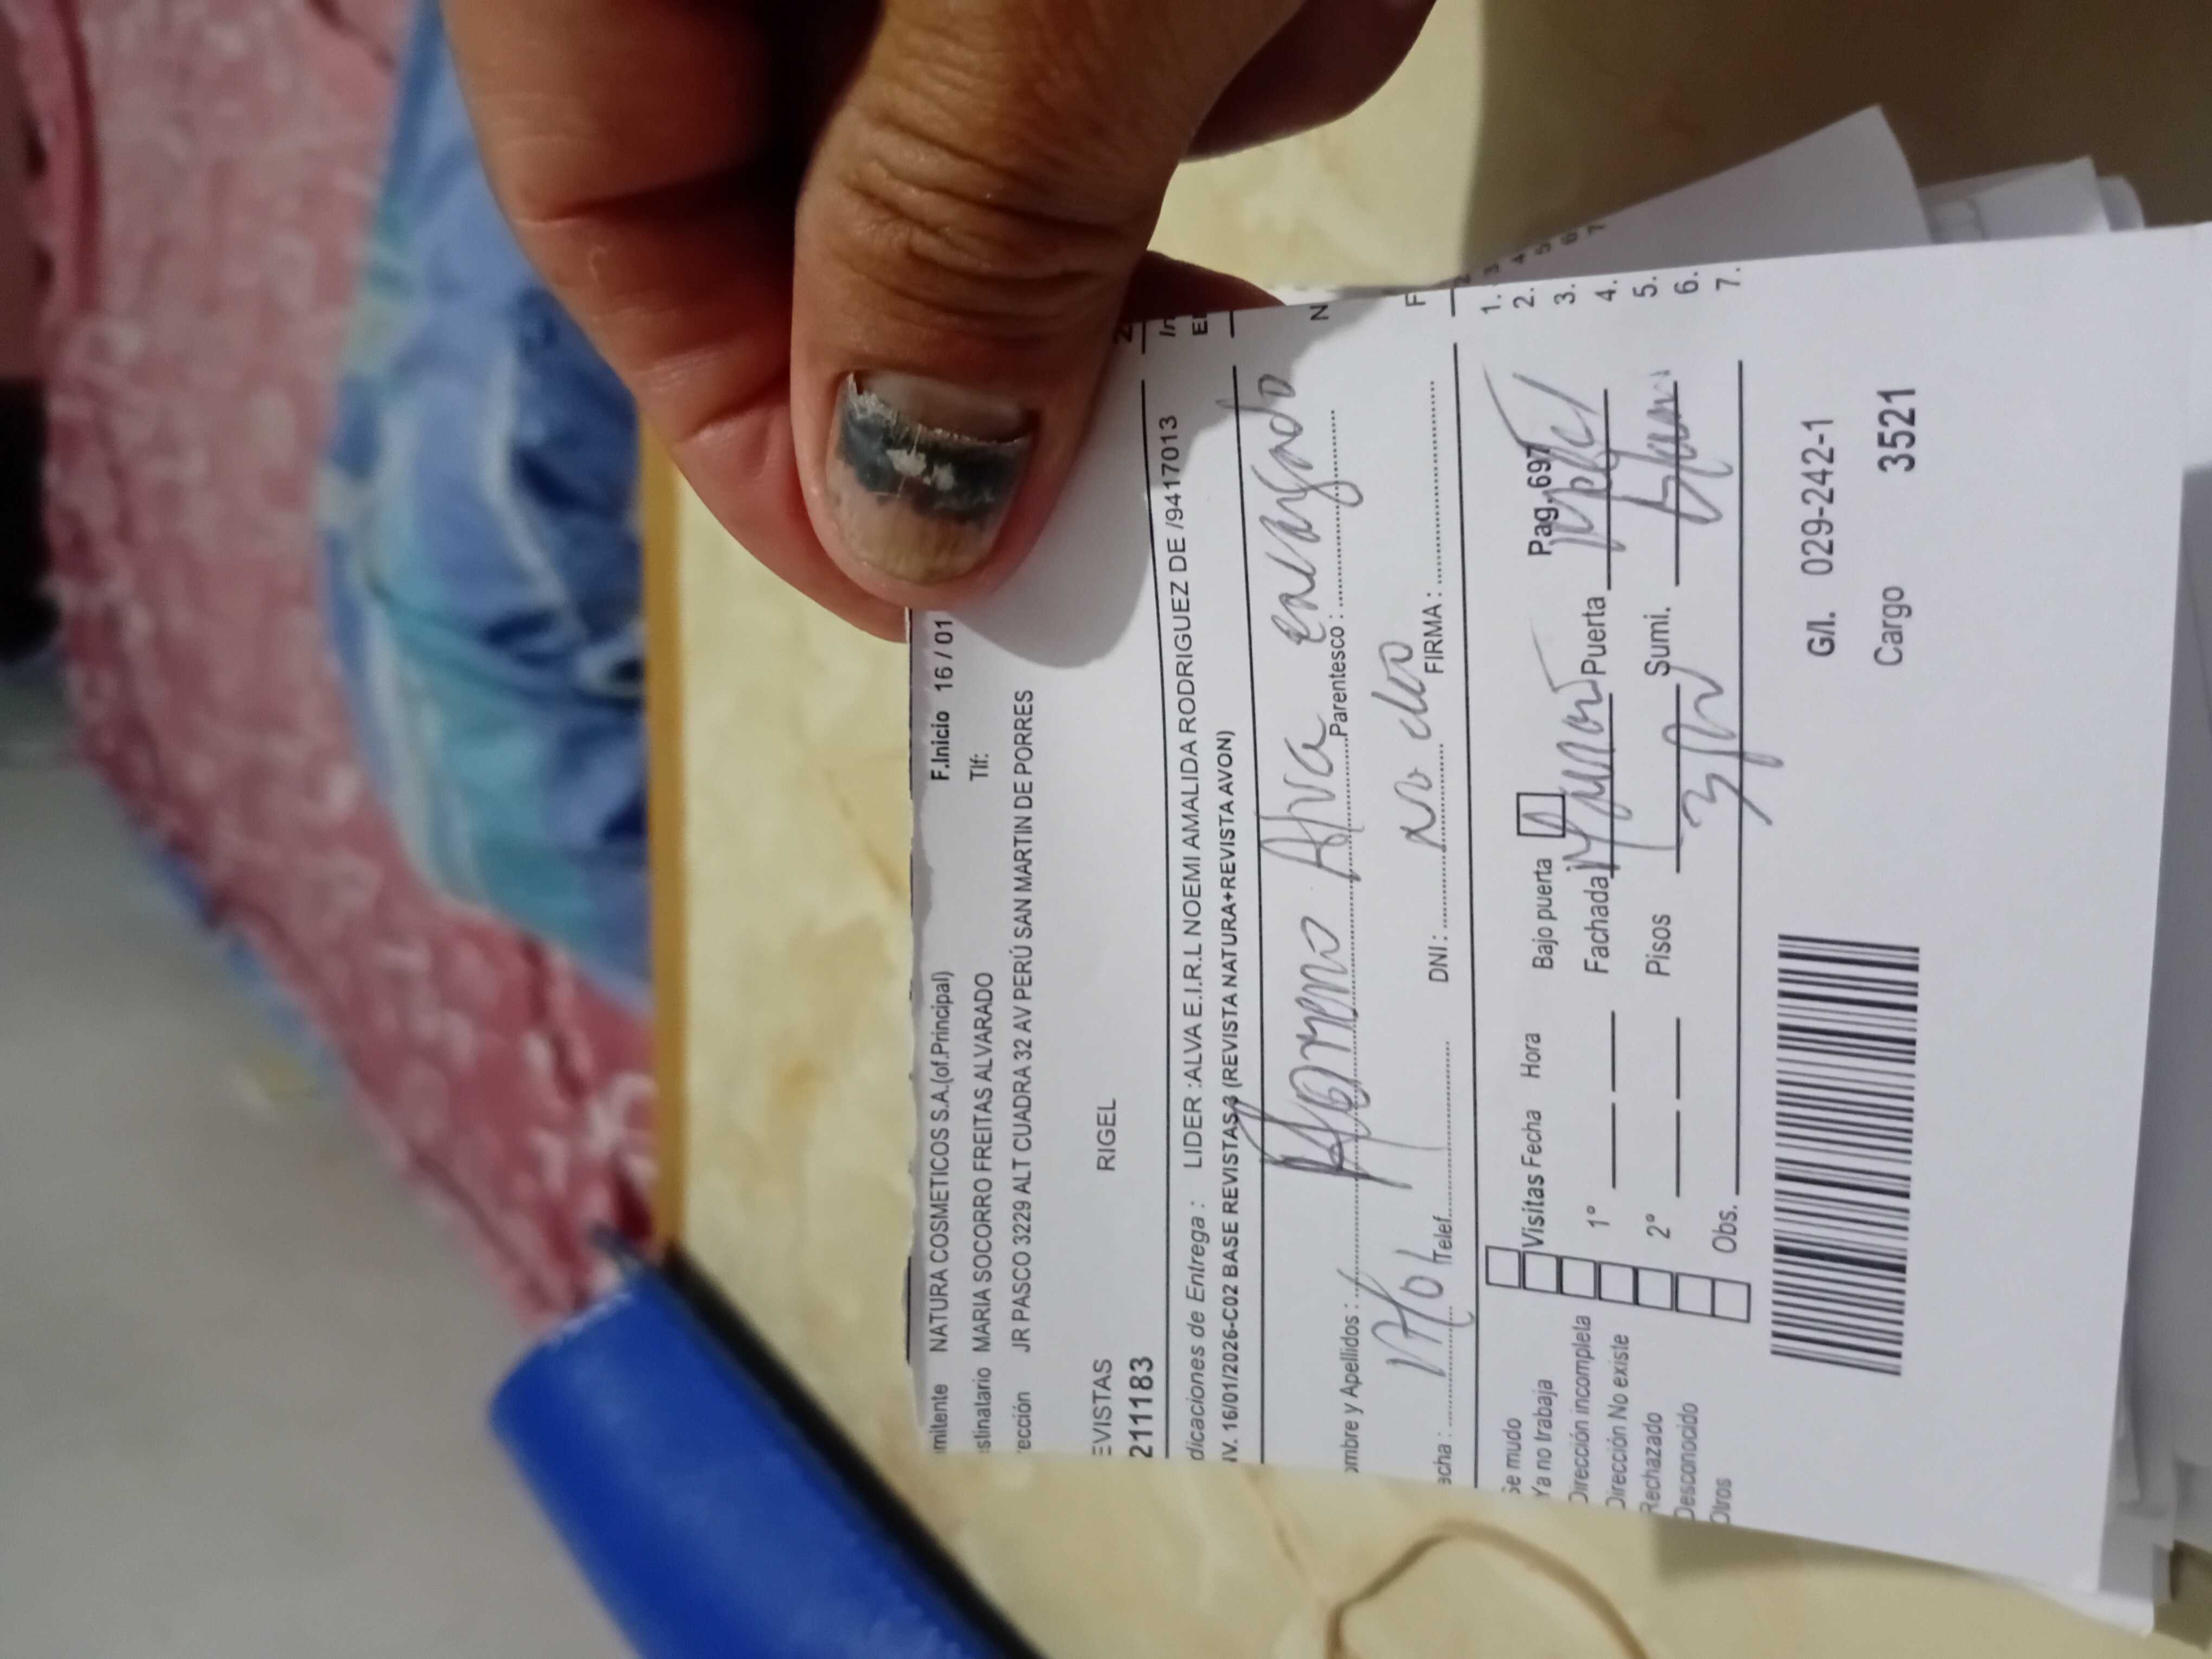 mitente NATURA COSMETICOS S.A.(of.Principal) F.Inicio 16 / 01
stinatario MARIA SOCORRO FREITAS ALVARADO Tlf:
ección JR PASCO 3229 ALT CUADRA 32 AV PERÚ SAN MARTIN DE PORRES
EVISTAS RIGEL
211183
dicaciones de Entrega : LIDER :ALVA E.I.R.L NOEMI AMALIDA RODRIGUEZ DE /9417013
IV. 16/01/2026-C02 BASE REVISTAS 3 (REVISTA NATURA+REVISTA AVON)
ombre y Apellidos : Moreno Alva Parentesco : encargado
echa : Telef. DNI : no dio FIRMA :
Se mudo
Ya no trabaja
Dirección incompleta
Dirección No existe
Rechazado
Desconocido
Otros
Visitas Fecha Hora Bajo puerta Pag. 697
1° Fachada Puerta
2° Pisos 3 Sumi.
Obs.
G/l. 029-242-1
Cargo 3521
1.
2.
3.
4.
5.
6.
7.